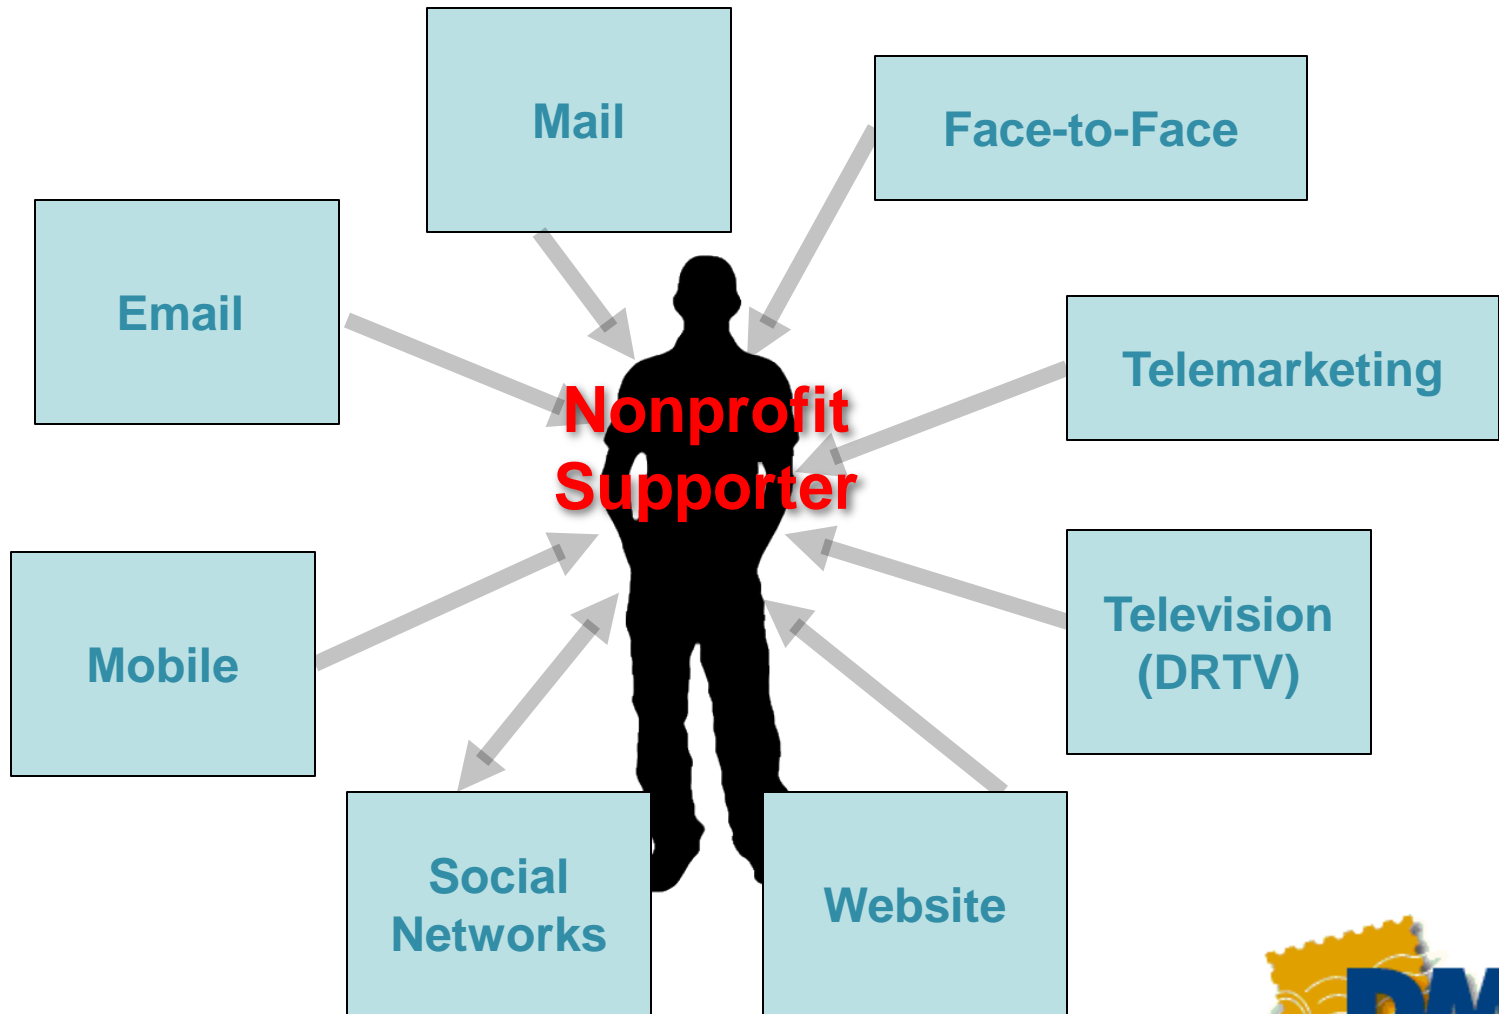 Mail
Face-to-Face
Email
Telemarketing
Nonprofit
Supporter
Mobile
Television
(DRTV)
Social
Networks
Website